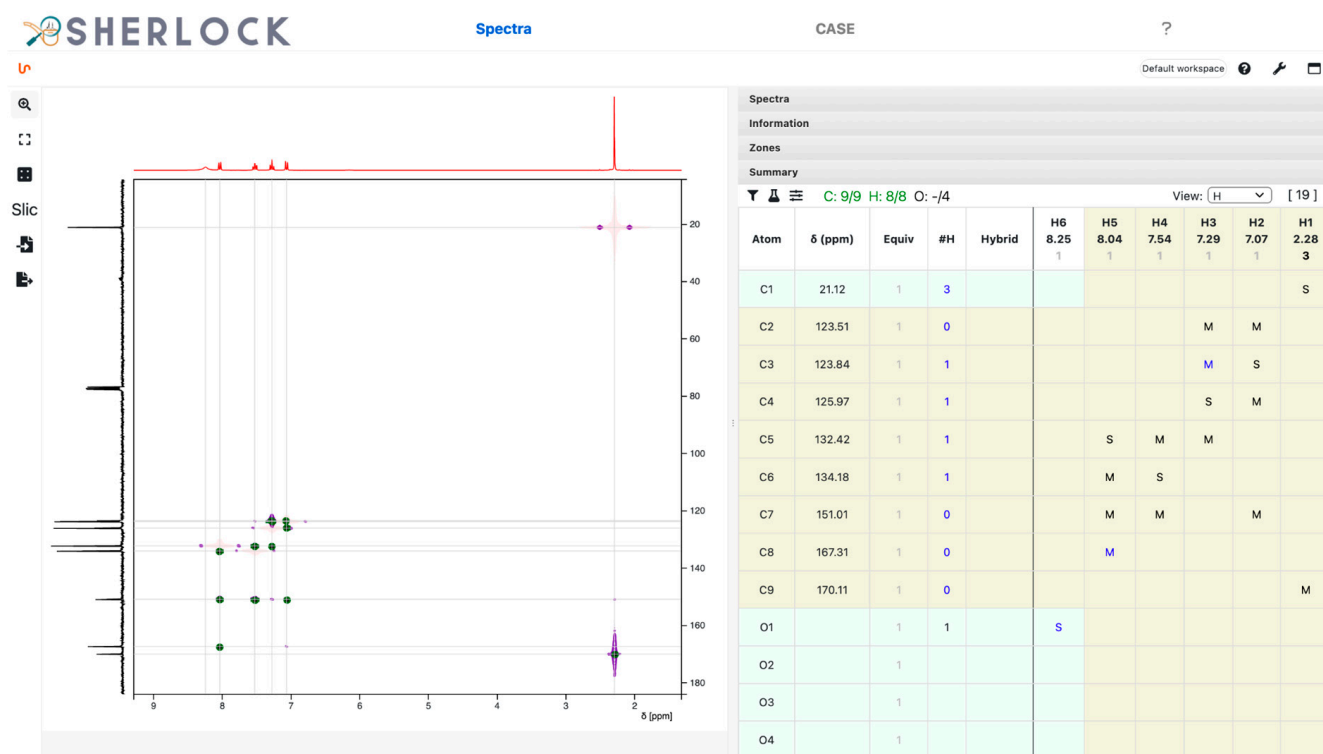 SHERLOCK
Spectra CASE ?
Default workspace
Slic
Spectra
Information
Zones
Summary
C: 9/9 H: 8/8 O: -/4 View: H [ 19 ]
Atom δ (ppm) Equiv #H Hybrid H6 8.25 1 H5 8.04 1 H4 7.54 1 H3 7.29 1 H2 7.07 1 H1 2.28 3
C1 21.12 1 3 S
C2 123.51 1 0 M M
C3 123.84 1 1 M S
C4 125.97 1 1 S M
C5 132.42 1 1 S M M
C6 134.18 1 1 M S
C7 151.01 1 0 M M M
C8 167.31 1 0 M
C9 170.11 1 0 M
O1 1 1 S
O2 1
O3 1
O4 1
20
40
60
80
100
120
140
160
180
9 8 7 6 5 4 3 2
δ [ppm]